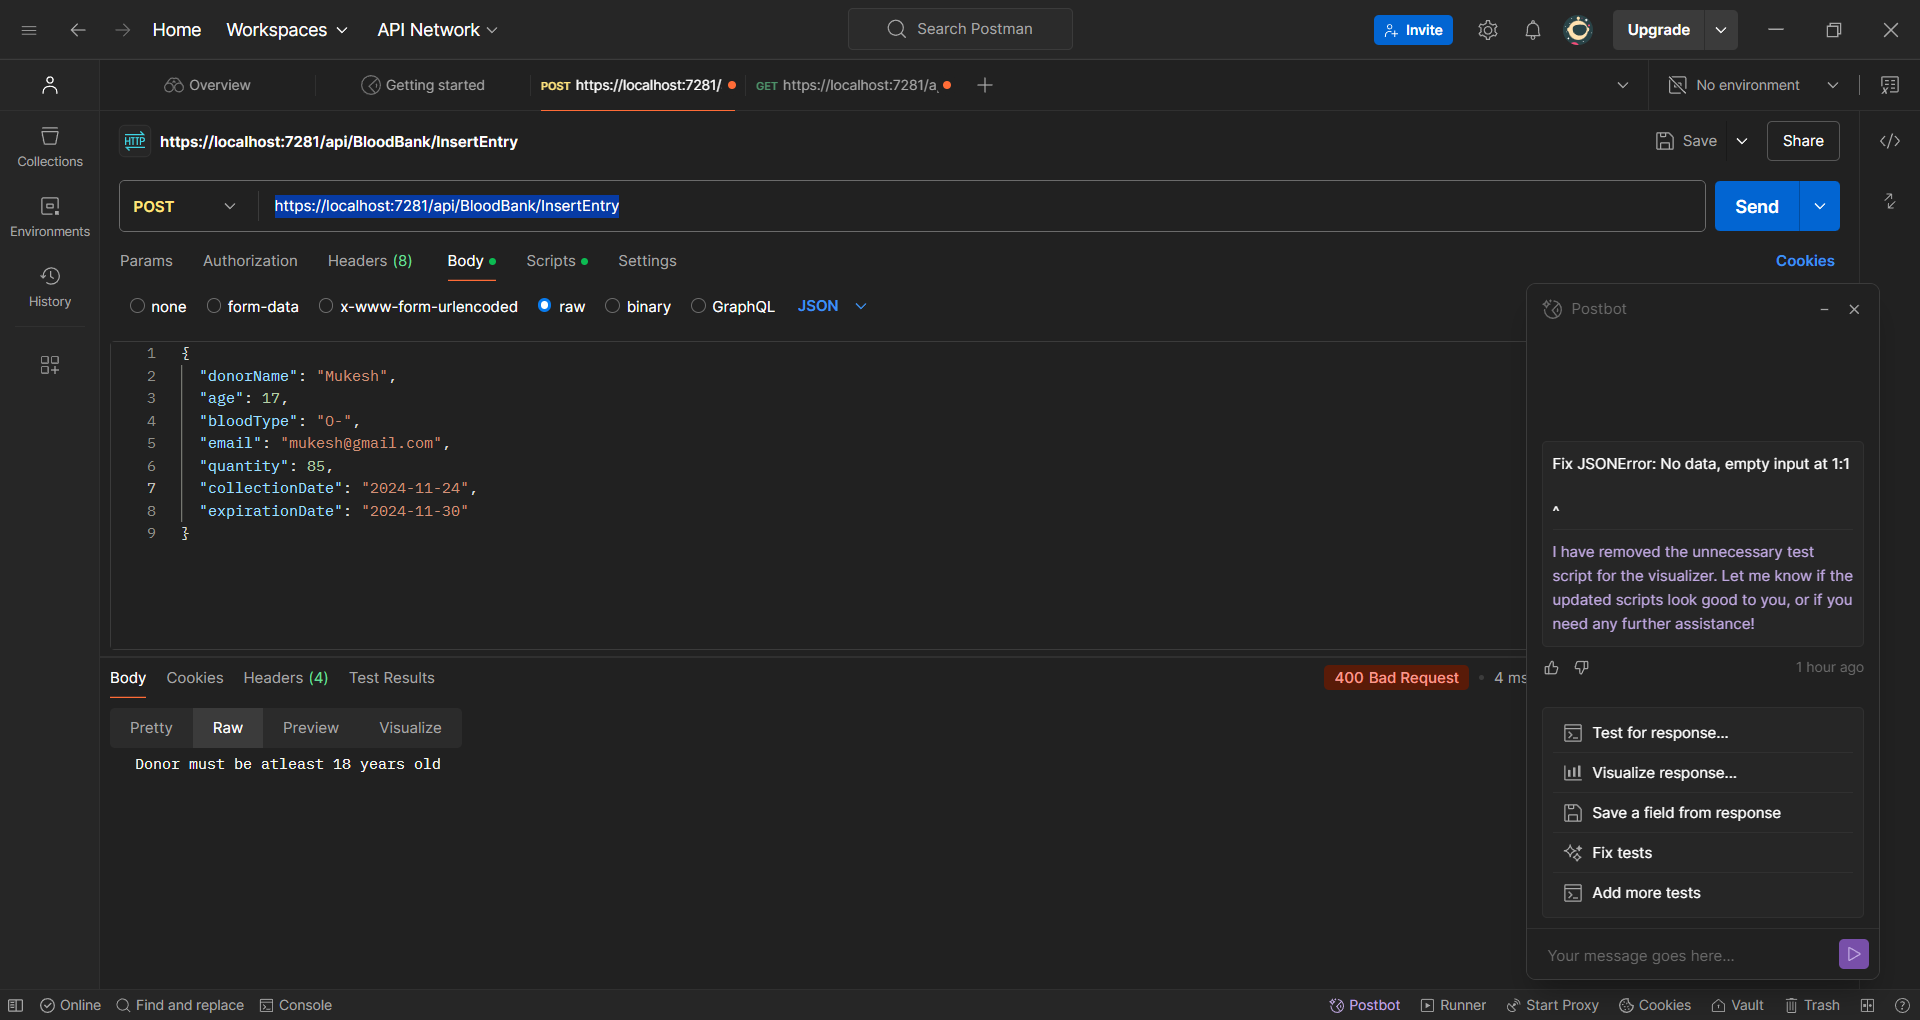 Home Workspaces API Network Search Postman Invite Upgrade
Overview Getting started POST https://localhost:7281/ GET https://localhost:7281/a No environment
HTTP https://localhost:7281/api/BloodBank/InsertEntry Save Share
Collections
POST https://localhost:7281/api/BloodBank/InsertEntry Send
Environments
Params Authorization Headers (8) Body Scripts Settings Cookies
History
none form-data x-www-form-urlencoded raw binary GraphQL JSON
1 {
2 "donorName": "Mukesh",
3 "age": 17,
4 "bloodType": "O-",
5 "email": "mukesh@gmail.com",
6 "quantity": 85,
7 "collectionDate": "2024-11-24",
8 "expirationDate": "2024-11-30"
9 }
Body Cookies Headers (4) Test Results 400 Bad Request • 4 ms
Pretty Raw Preview Visualize
Donor must be atleast 18 years old
Postbot
Fix JSONError: No data, empty input at 1:1
^
I have removed the unnecessary test
script for the visualizer. Let me know if the
updated scripts look good to you, or if you
need any further assistance!
1 hour ago
Test for response...
Visualize response...
Save a field from response
Fix tests
Add more tests
Your message goes here...
Online Find and replace Console Postbot Runner Start Proxy Cookies Vault Trash